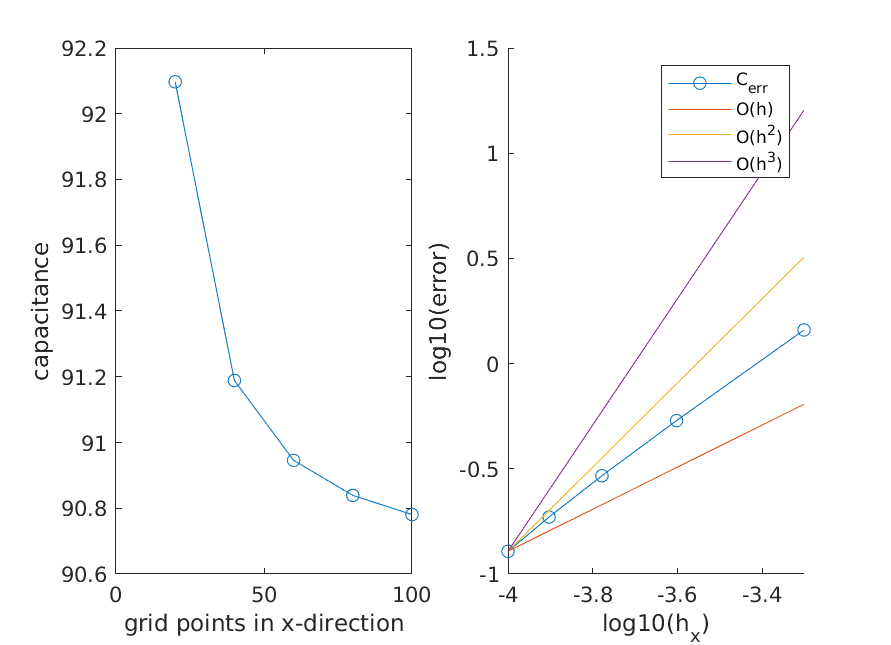 92.2
92
91.8
91.6
91.4
91.2
91
90.8
90.6
capacitance
0
50
100
grid points in x-direction
1.5
1
0.5
0
-0.5
-1
log10(error)
-4
-3.8
-3.6
-3.4
log10(h_x)
C_err
O(h)
O(h^2)
O(h^3)